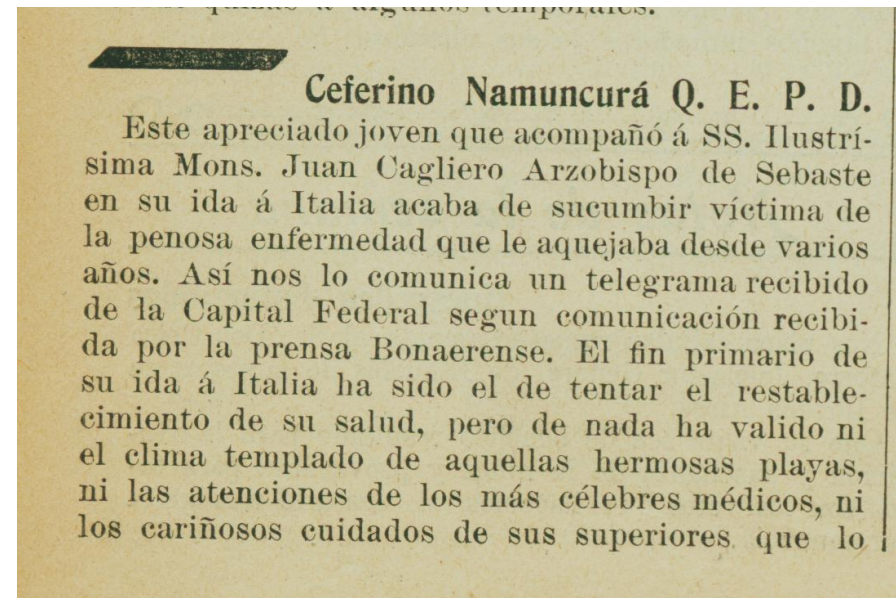 algunos temporales.
Ceferino Namuncurá Q. E. P. D.
Este apreciado joven que acompañó á SS. Ilustrí-
sima Mons. Juan Cagliero Arzobispo de Sebaste
en su ida á Italia acaba de sucumbir víctima de
la penosa enfermedad que le aquejaba desde varios
años. Así nos lo comunica un telegrama recibido
de la Capital Federal segun comunicación recibi-
da por la prensa Bonaerense. El fin primario de
su ida á Italia ha sido el de tentar el restable-
cimiento de su salud, pero de nada ha valido ni
el clima templado de aquellas hermosas playas,
ni las atenciones de los más célebres médicos, ni
los cariñosos cuidados de sus superiores que lo